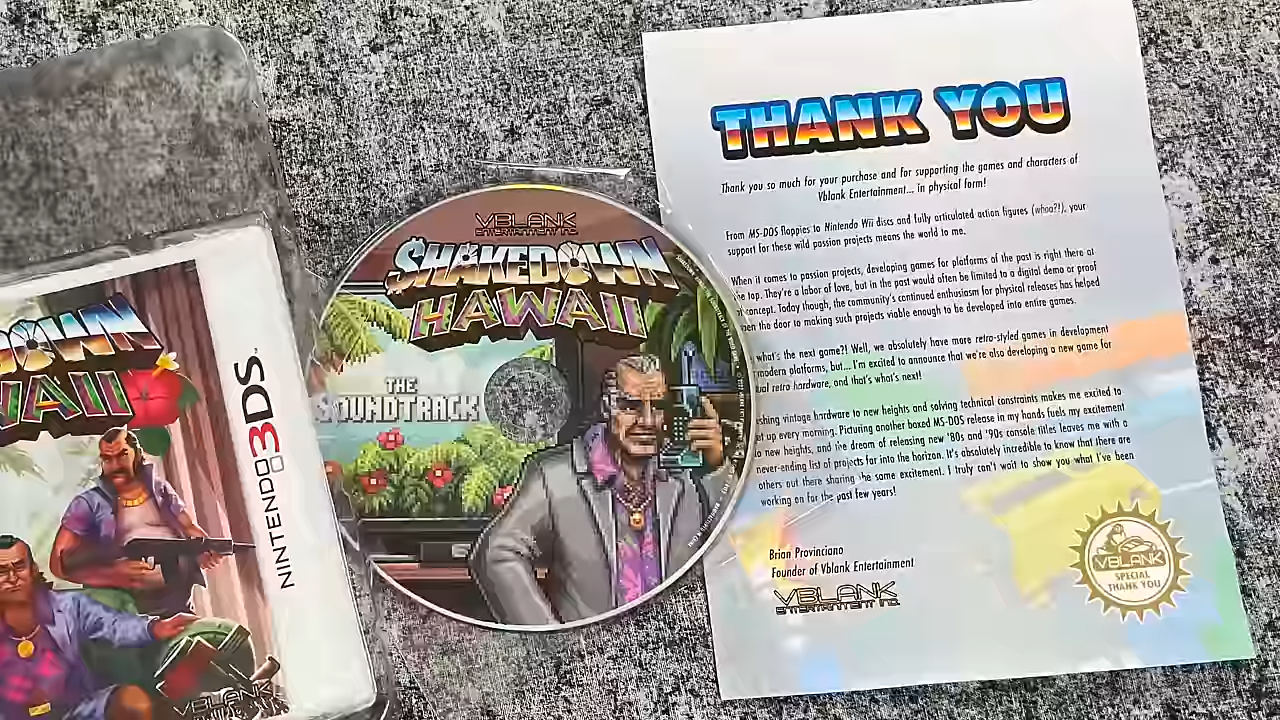 DOWN
AII
NINTENDO 3DS™
VBLANK
VBLANK
ENTERTAINMENT INC.
SHAKEDOWN
HAWAII
THE
SOUNDTRACK
THANK YOU
Thank you so much for your purchase and for supporting the games and characters of
Vblank Entertainment... in physical form!
From MS-DOS floppies to Nintendo Wii discs and fully articulated action figures (whoa?!), your
support for these wild passion projects means the world to me.
When it comes to passion projects, developing games for platforms of the past is right there at
the top. They're a labor of love, but in the past would often be limited to a digital demo or proof
concept. Today though, the community's continued enthusiasm for physical releases has helped
the door to making such projects viable enough to be developed into entire games.
what's the next game?! Well, we absolutely have more retro-styled games in development
modern platforms, but... I'm excited to announce that we're also developing a new game for
retro hardware, and that's what's next!
vintage hardware to new heights and solving technical constraints makes me excited to
up every morning. Picturing another boxed MS-DOS release in my hands fuels my excitement
new heights, and the dream of releasing new '80s and '90s console titles leaves me with a
never-ending list of projects far into the horizon. It's absolutely incredible to know that there are
others out there sharing the same excitement. I truly can't wait to show you what I've been
working on for the past few years!
Brian Provinciano
Founder of Vblank Entertainment
VBLANK
ENTERTAINMENT INC.
VBLANK
SPECIAL
THANK YOU